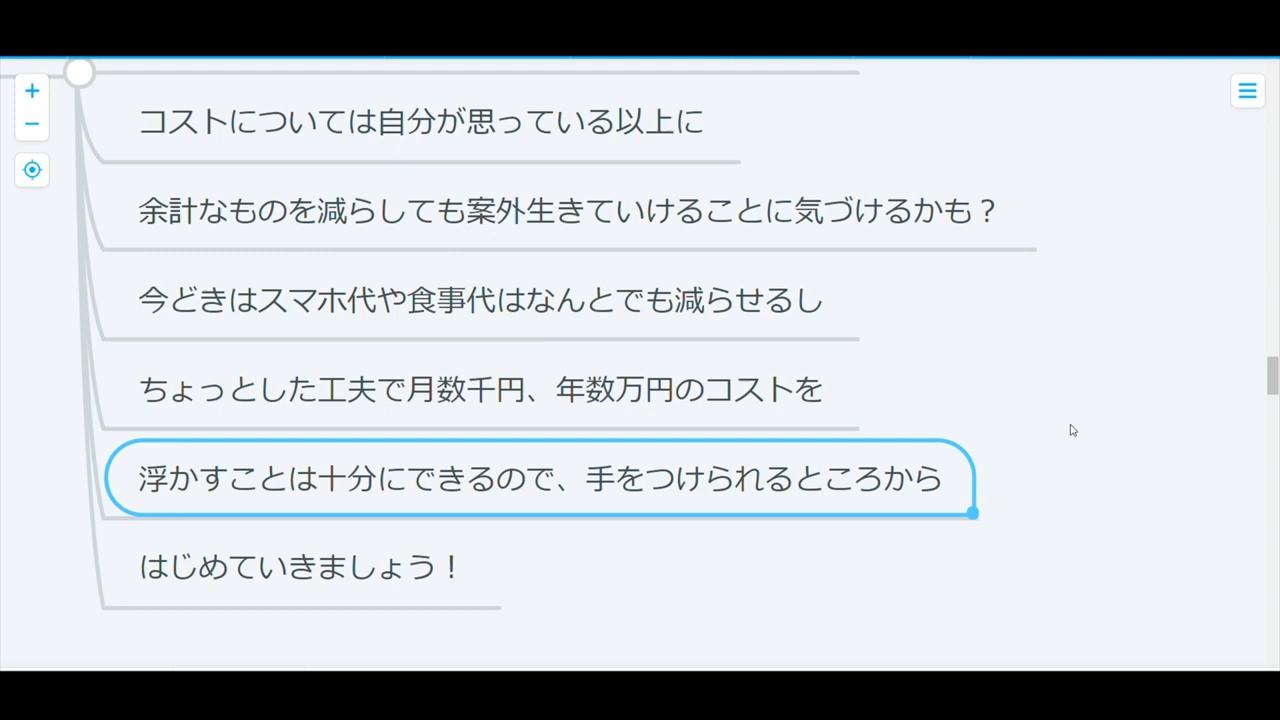 コストについては自分が思っている以上に
余計なものを減らしても案外生きていけることに気づけるかも？
今どきはスマホ代や食事代はなんとでも減らせるし
ちょっとした工夫で月数千円、年数万円のコストを
浮かすことは十分にできるので、手をつけられるところから
はじめていきましょう！